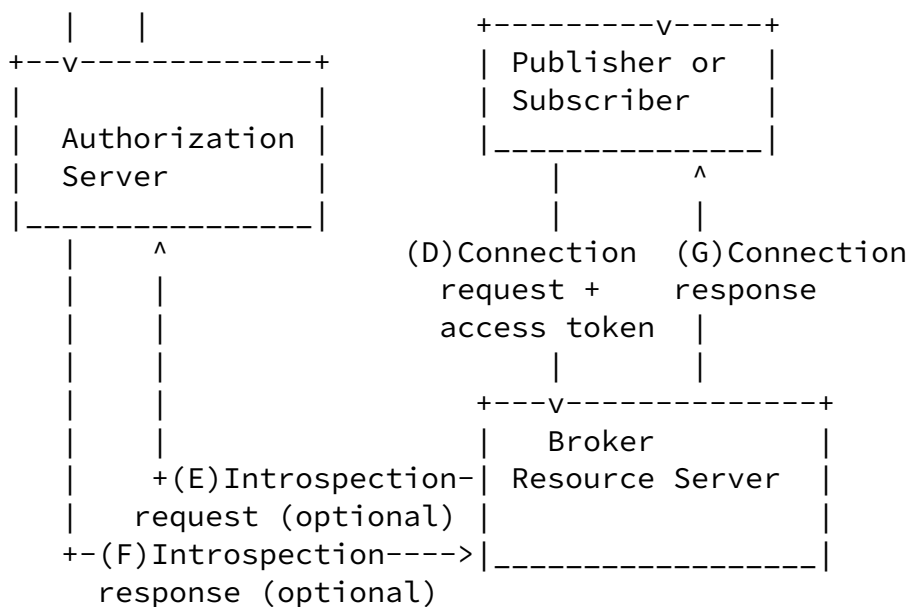 Publisher or
Subscriber
Authorization
Server
(D)Connection (G)Connection
request + response
access token
Broker
+(E)Introspection-| Resource Server
request (optional)
+-(F)Introspection---->
response (optional)